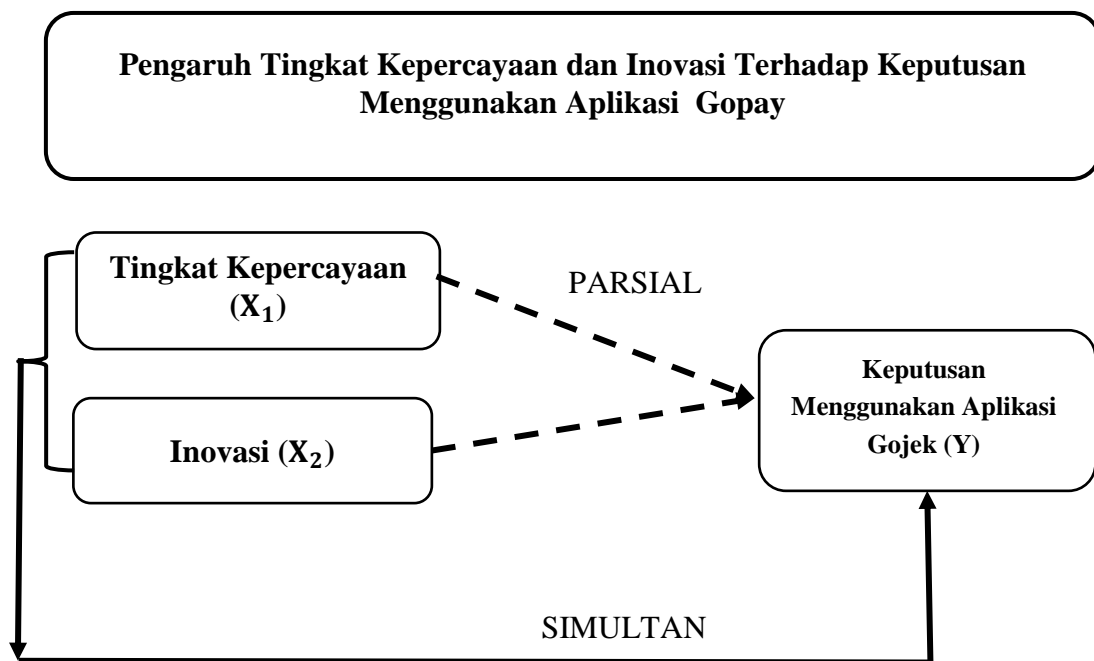 Pengaruh Tingkat Kepercayaan dan Inovasi Terhadap Keputusan
Menggunakan Aplikasi Gopay
Tingkat Kepercayaan
(X₁)
PARSIAL
Keputusan
Menggunakan Aplikasi
Gojek (Y)
Inovasi (X₂)
SIMULTAN